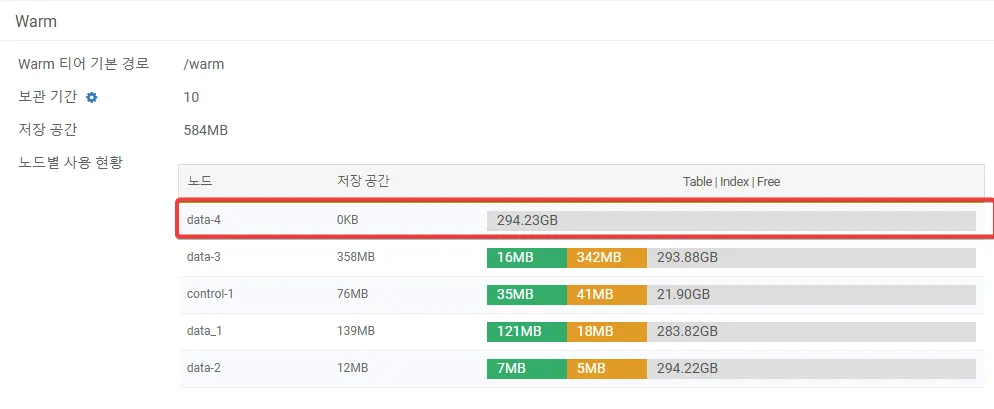 Warm
Warm 티어 기본 경로 /warm
보관 기간 10
저장 공간 584MB
노드별 사용 현황
노드 저장 공간 Table | Index | Free
data-4 0KB 294.23GB
data-3 358MB 16MB 342MB 293.88GB
control-1 76MB 35MB 41MB 21.90GB
data_1 139MB 121MB 18MB 283.82GB
data-2 12MB 7MB 5MB 294.22GB